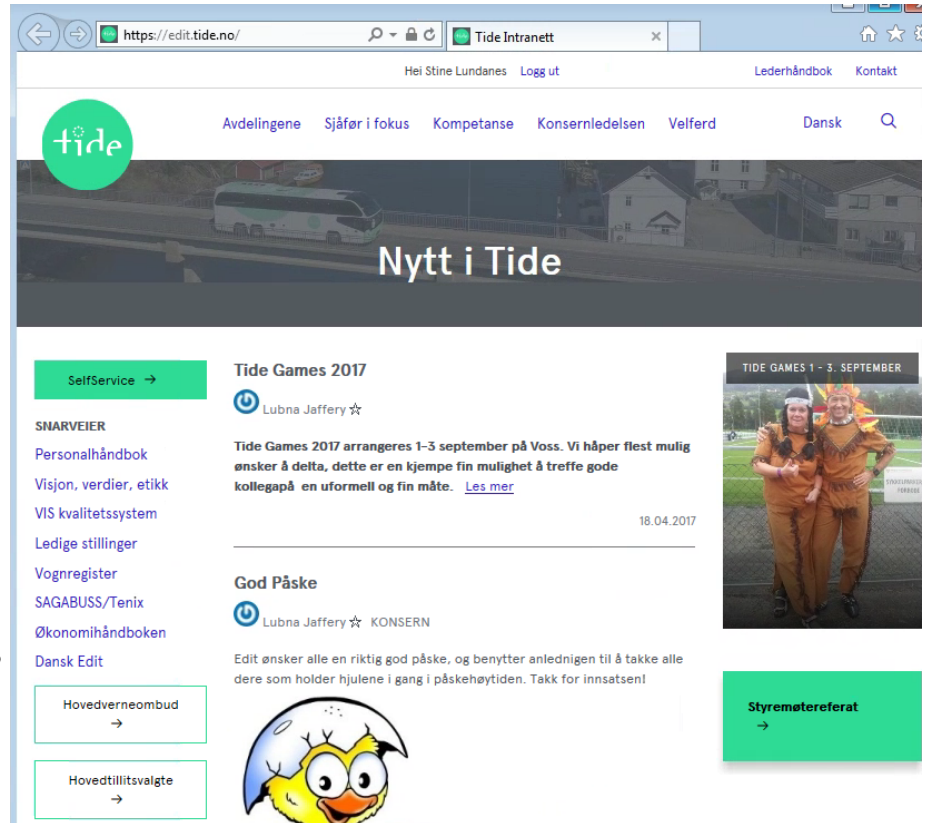 https://edit.tide.no/
Tide Intranett
Hei Stine Lundanes Logg ut
Lederhåndbok Kontakt
tide
Avdelingene Sjåfør i fokus Kompetanse Konsernledelsen Velferd Dansk
Nytt i Tide
SelfService →
SNARVEIER
Personalhåndbok
Visjon, verdier, etikk
VIS kvalitetssystem
Ledige stillinger
Vognregister
SAGABUSS/Tenix
Økonomihåndboken
Dansk Edit
Hovedverneombud
→
Hovedtillitsvalgte
→
Tide Games 2017
Lubna Jaffery ☆
Tide Games 2017 arrangeres 1-3 september på Voss. Vi håper flest mulig
ønsker å delta, dette er en kjempe fin mulighet å treffe gode
kollegapå en uformell og fin måte. Les mer
18.04.2017
God Påske
Lubna Jaffery ☆ KONSERN
Edit ønsker alle en riktig god påske, og benytter anlednigen til å takke alle
dere som holder hjulene i gang i påskehøytiden. Takk for innsatsen!
TIDE GAMES 1 - 3. SEPTEMBER
Styremøtereferat
→